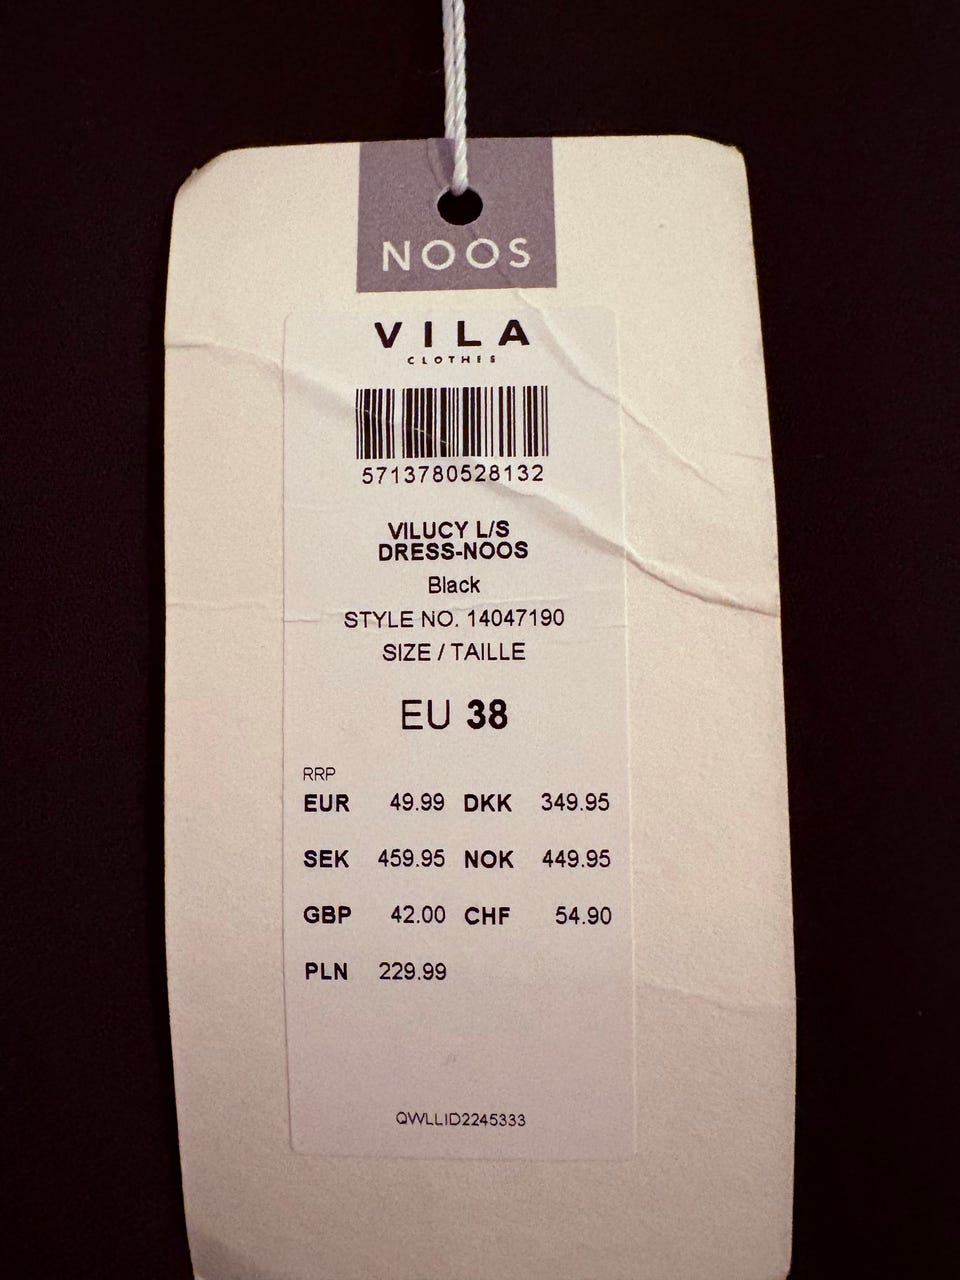 NOOS
VILA
CLOTHES
5713780528132
VILUCY L/S
DRESS-NOOS
Black
STYLE NO. 14047190
SIZE / TAILLE
EU 38
RRP
EUR 49.99 DKK 349.95
SEK 459.95 NOK 449.95
GBP 42.00 CHF 54.90
PLN 229.99
QWLLID2245333